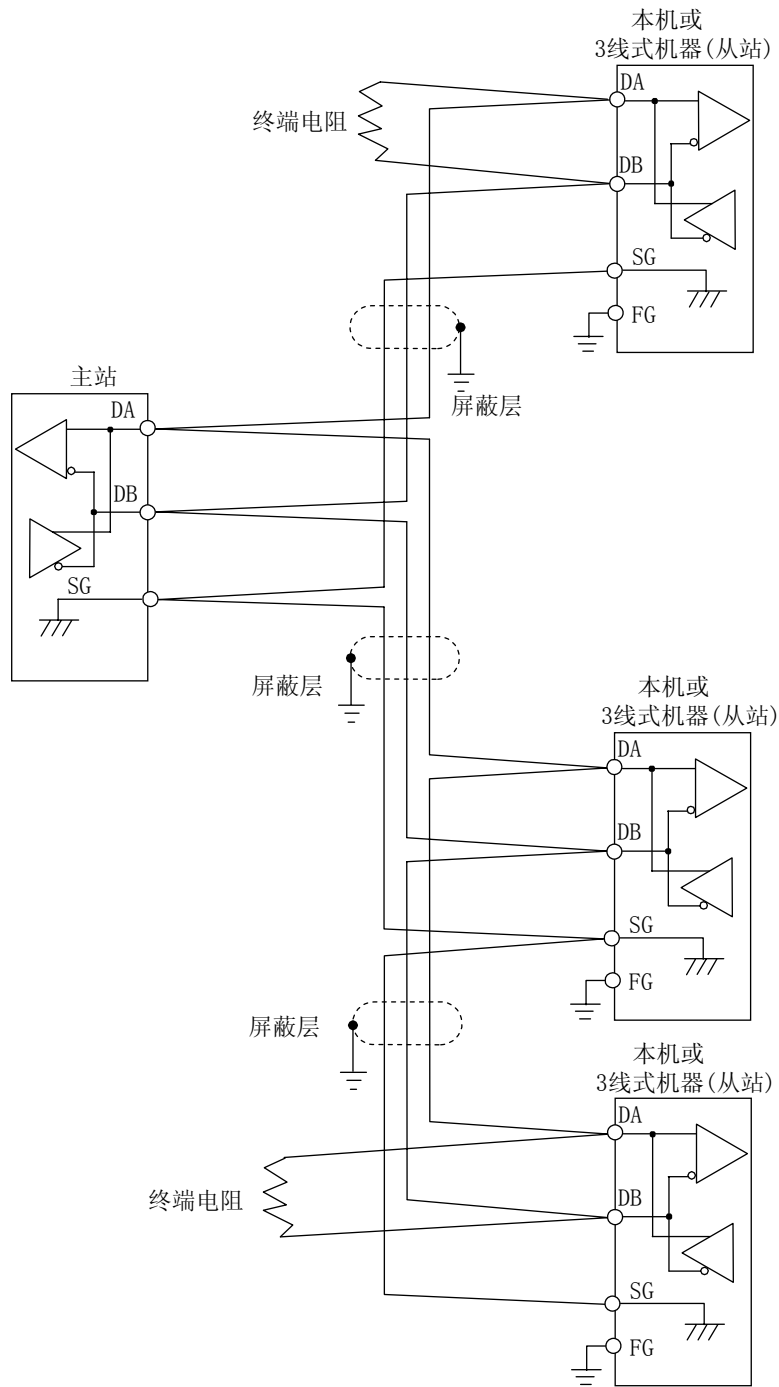 本机或
3线式机器(从站)
DA
终端电阻
DB
SG
FG
屏蔽层
主站
DA
DB
SG
屏蔽层
本机或
3线式机器(从站)
DA
DB
SG
FG
屏蔽层
本机或
3线式机器(从站)
DA
DB
终端电阻
SG
FG